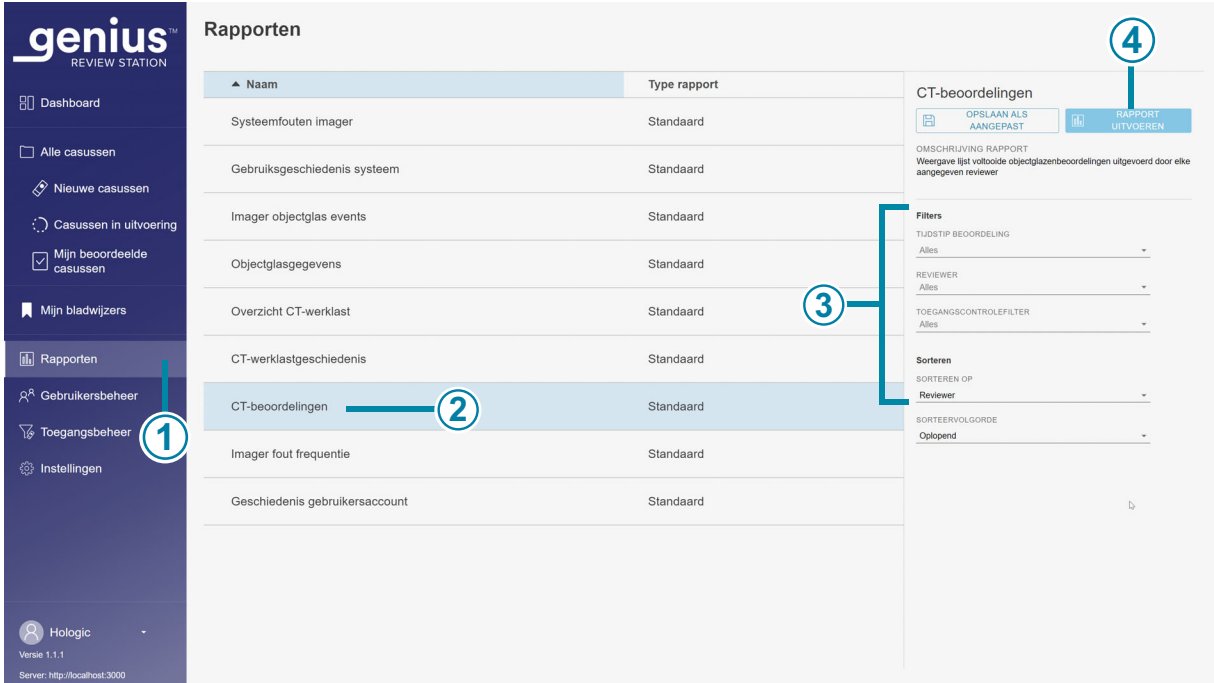 genius™
REVIEW STATION
Dashboard
Alle casussen
Nieuwe casussen
Casussen in uitvoering
Mijn beoordeelde
casussen
Mijn bladwijzers
Rapporten
Gebruikersbeheer
Toegangsbeheer
Instellingen
1
Hologic
Versie 1.1.1
Server: http://localhost:3000
Rapporten
Naam Type rapport
Systeemfouten imager Standaard
Gebruiksgeschiedenis systeem Standaard
Imager objectglas events Standaard
Objectglasgegevens Standaard
Overzicht CT-werklast Standaard
CT-werklastgeschiedenis Standaard
CT-beoordelingen 2 Standaard
Imager fout frequentie Standaard
Geschiedenis gebruikersaccount Standaard
4
CT-beoordelingen
OPSLAAN ALS
AANGEPAST
RAPPORT
UITVOEREN
OMSCHRIJVING RAPPORT
Weergave lijst voltooide objectglazenbeoordelingen uitgevoerd door elke
aangegeven reviewer
3
Filters
TIJDSTIP BEOORDELING
Alles
REVIEWER
Alles
TOEGANGSCONTROLEFILTER
Alles
Sorteren
SORTEREN OP
Reviewer
SORTEERVOLGORDE
Oplopend